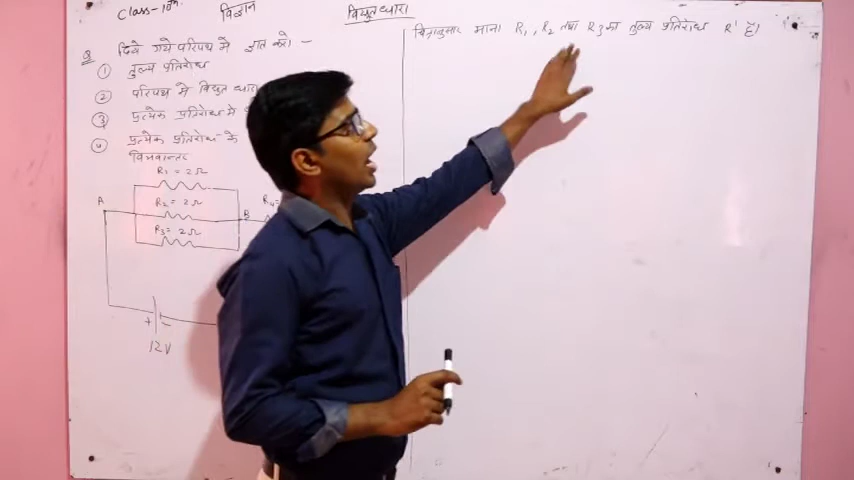 Class-10th विज्ञान विद्युत धारा
Q दिये गये परिपथ मे ज्ञात करो। -
① तुल्य प्रतिरोध
② परिपथ मे विद्युत धारा
③ प्रत्येक प्रतिरोध मे
④ प्रत्येक प्रतिरोध के
विभवान्तर
R₁ = 2Ω
R₂ = 2Ω
R₃ = 2Ω
A
B
R₄=
+ -
12V
चित्रानुसार माना R₁, R₂ तथा R₃ का तुल्य प्रतिरोध R' है।